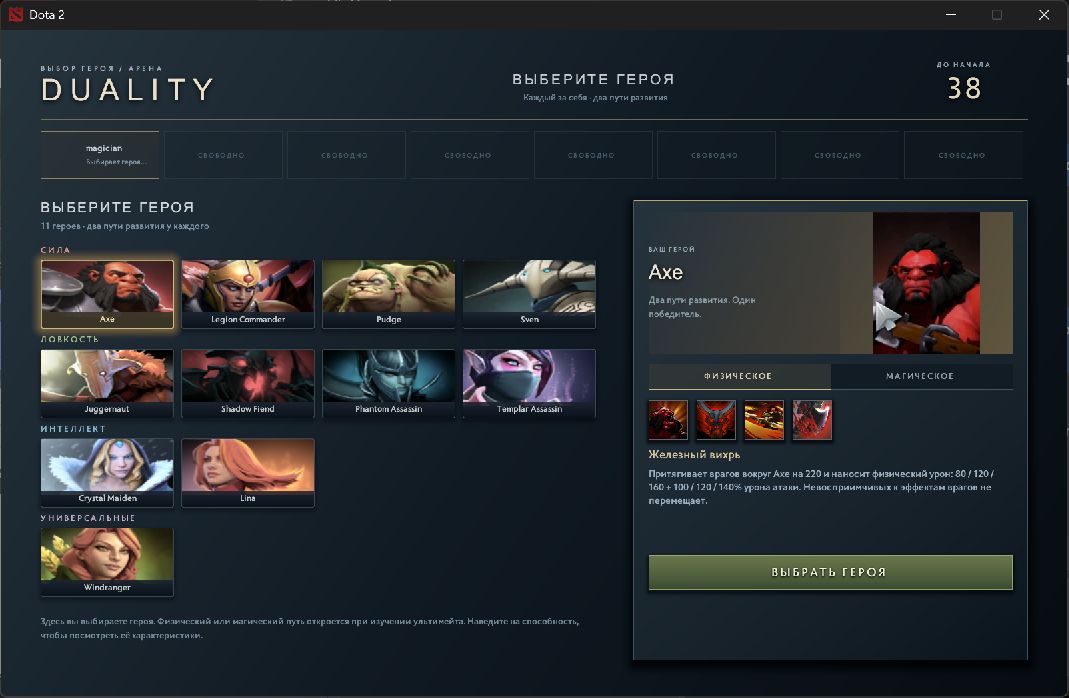 Dota 2
ВЫБОР ГЕРОЯ / АРЕНА
DUALITY
ВЫБЕРИТЕ ГЕРОЯ
Каждый за себя · два пути развития
ДО НАЧАЛА
38
magician
Выбирает героя...
СВОБОДНО
СВОБОДНО
СВОБОДНО
СВОБОДНО
СВОБОДНО
СВОБОДНО
СВОБОДНО
ВЫБЕРИТЕ ГЕРОЯ
11 героев · два пути развития у каждого
СИЛА
Axe
Legion Commander
Pudge
Sven
ЛОВКОСТЬ
Juggernaut
Shadow Fiend
Phantom Assassin
Templar Assassin
ИНТЕЛЛЕКТ
Crystal Maiden
Lina
УНИВЕРСАЛЬНЫЕ
Windranger
Здесь вы выбираете героя. Физический или магический путь откроется при изучении ультимейта. Наведите на способность,
чтобы посмотреть её характеристики.
ВАШ ГЕРОЙ
Axe
Два пути развития. Один
победитель.
ФИЗИЧЕСКОЕ
МАГИЧЕСКОЕ
Железный вихрь
Притягивает врагов вокруг Axe на 220 и наносит физический урон: 80 / 120 /
160 + 100 / 120 / 140% урона атаки. Невосприимчивых к эффектам врагов не
перемещает.
ВЫБРАТЬ ГЕРОЯ